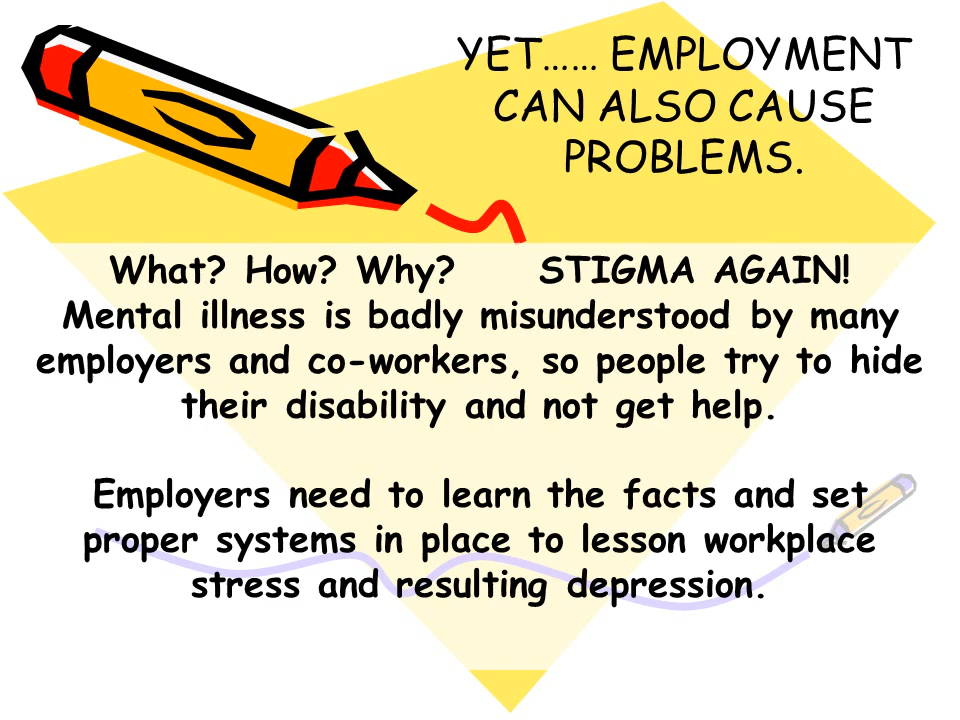 YET…… EMPLOYMENT
CAN ALSO CAUSE
PROBLEMS.
What? How? Why? STIGMA AGAIN!
Mental illness is badly misunderstood by many
employers and co-workers, so people try to hide
their disability and not get help.
Employers need to learn the facts and set
proper systems in place to lesson workplace
stress and resulting depression.